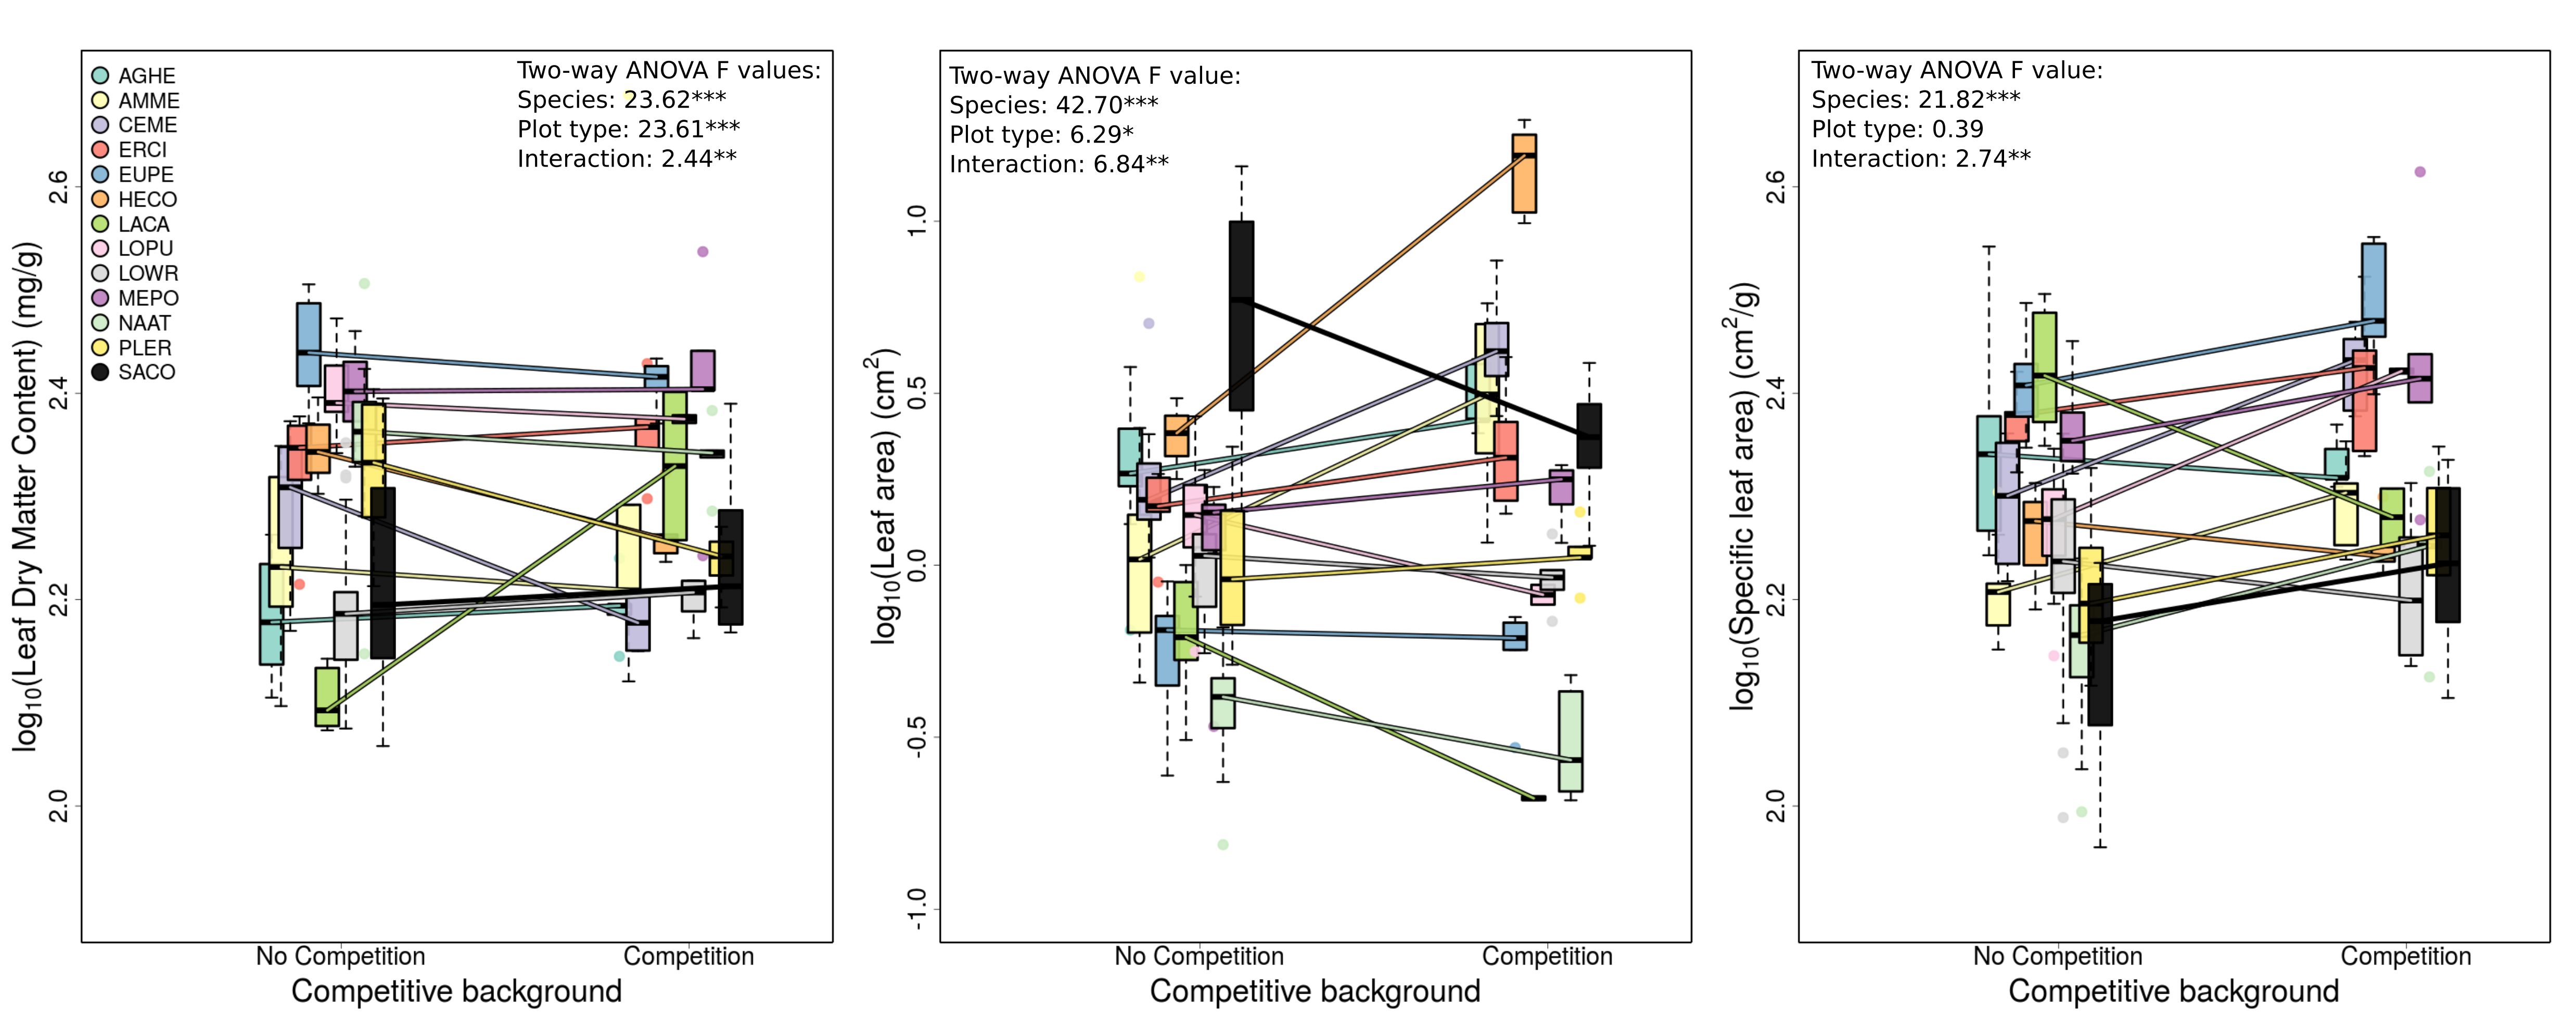 log10(Leaf Dry Matter Content) (mg/g)
2.6
2.4
2.2
2.0
AGHE
AMME
CEME
ERCI
EUPE
HECO
LACA
LOPU
LOWR
MEPO
NAAT
PLER
SACO
Two-way ANOVA F values:
Species: 23.62***
Plot type: 23.61***
Interaction: 2.44**
No Competition
Competition
Competitive background
log10(Leaf area) (cm2)
1.0
0.5
0.0
-0.5
-1.0
Two-way ANOVA F value:
Species: 42.70***
Plot type: 6.29*
Interaction: 6.84**
No Competition
Competition
Competitive background
log10(Specific leaf area) (cm2/g)
2.6
2.4
2.2
2.0
Two-way ANOVA F value:
Species: 21.82***
Plot type: 0.39
Interaction: 2.74**
No Competition
Competition
Competitive background